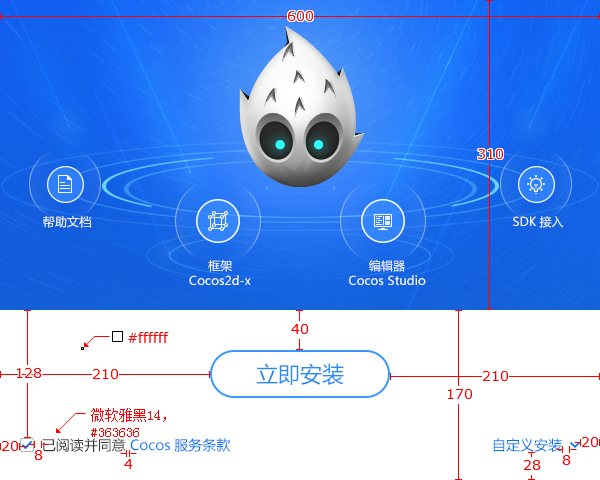 600
310
帮助文档
SDK 接入
框架
Cocos2d-x
编辑器
Cocos Studio
40
#ffffff
128
210
立即安装
210
170
微软雅黑14，
#363636
20
已阅读并同意 Cocos 服务条款
自定义安装
20
8
4
28
8